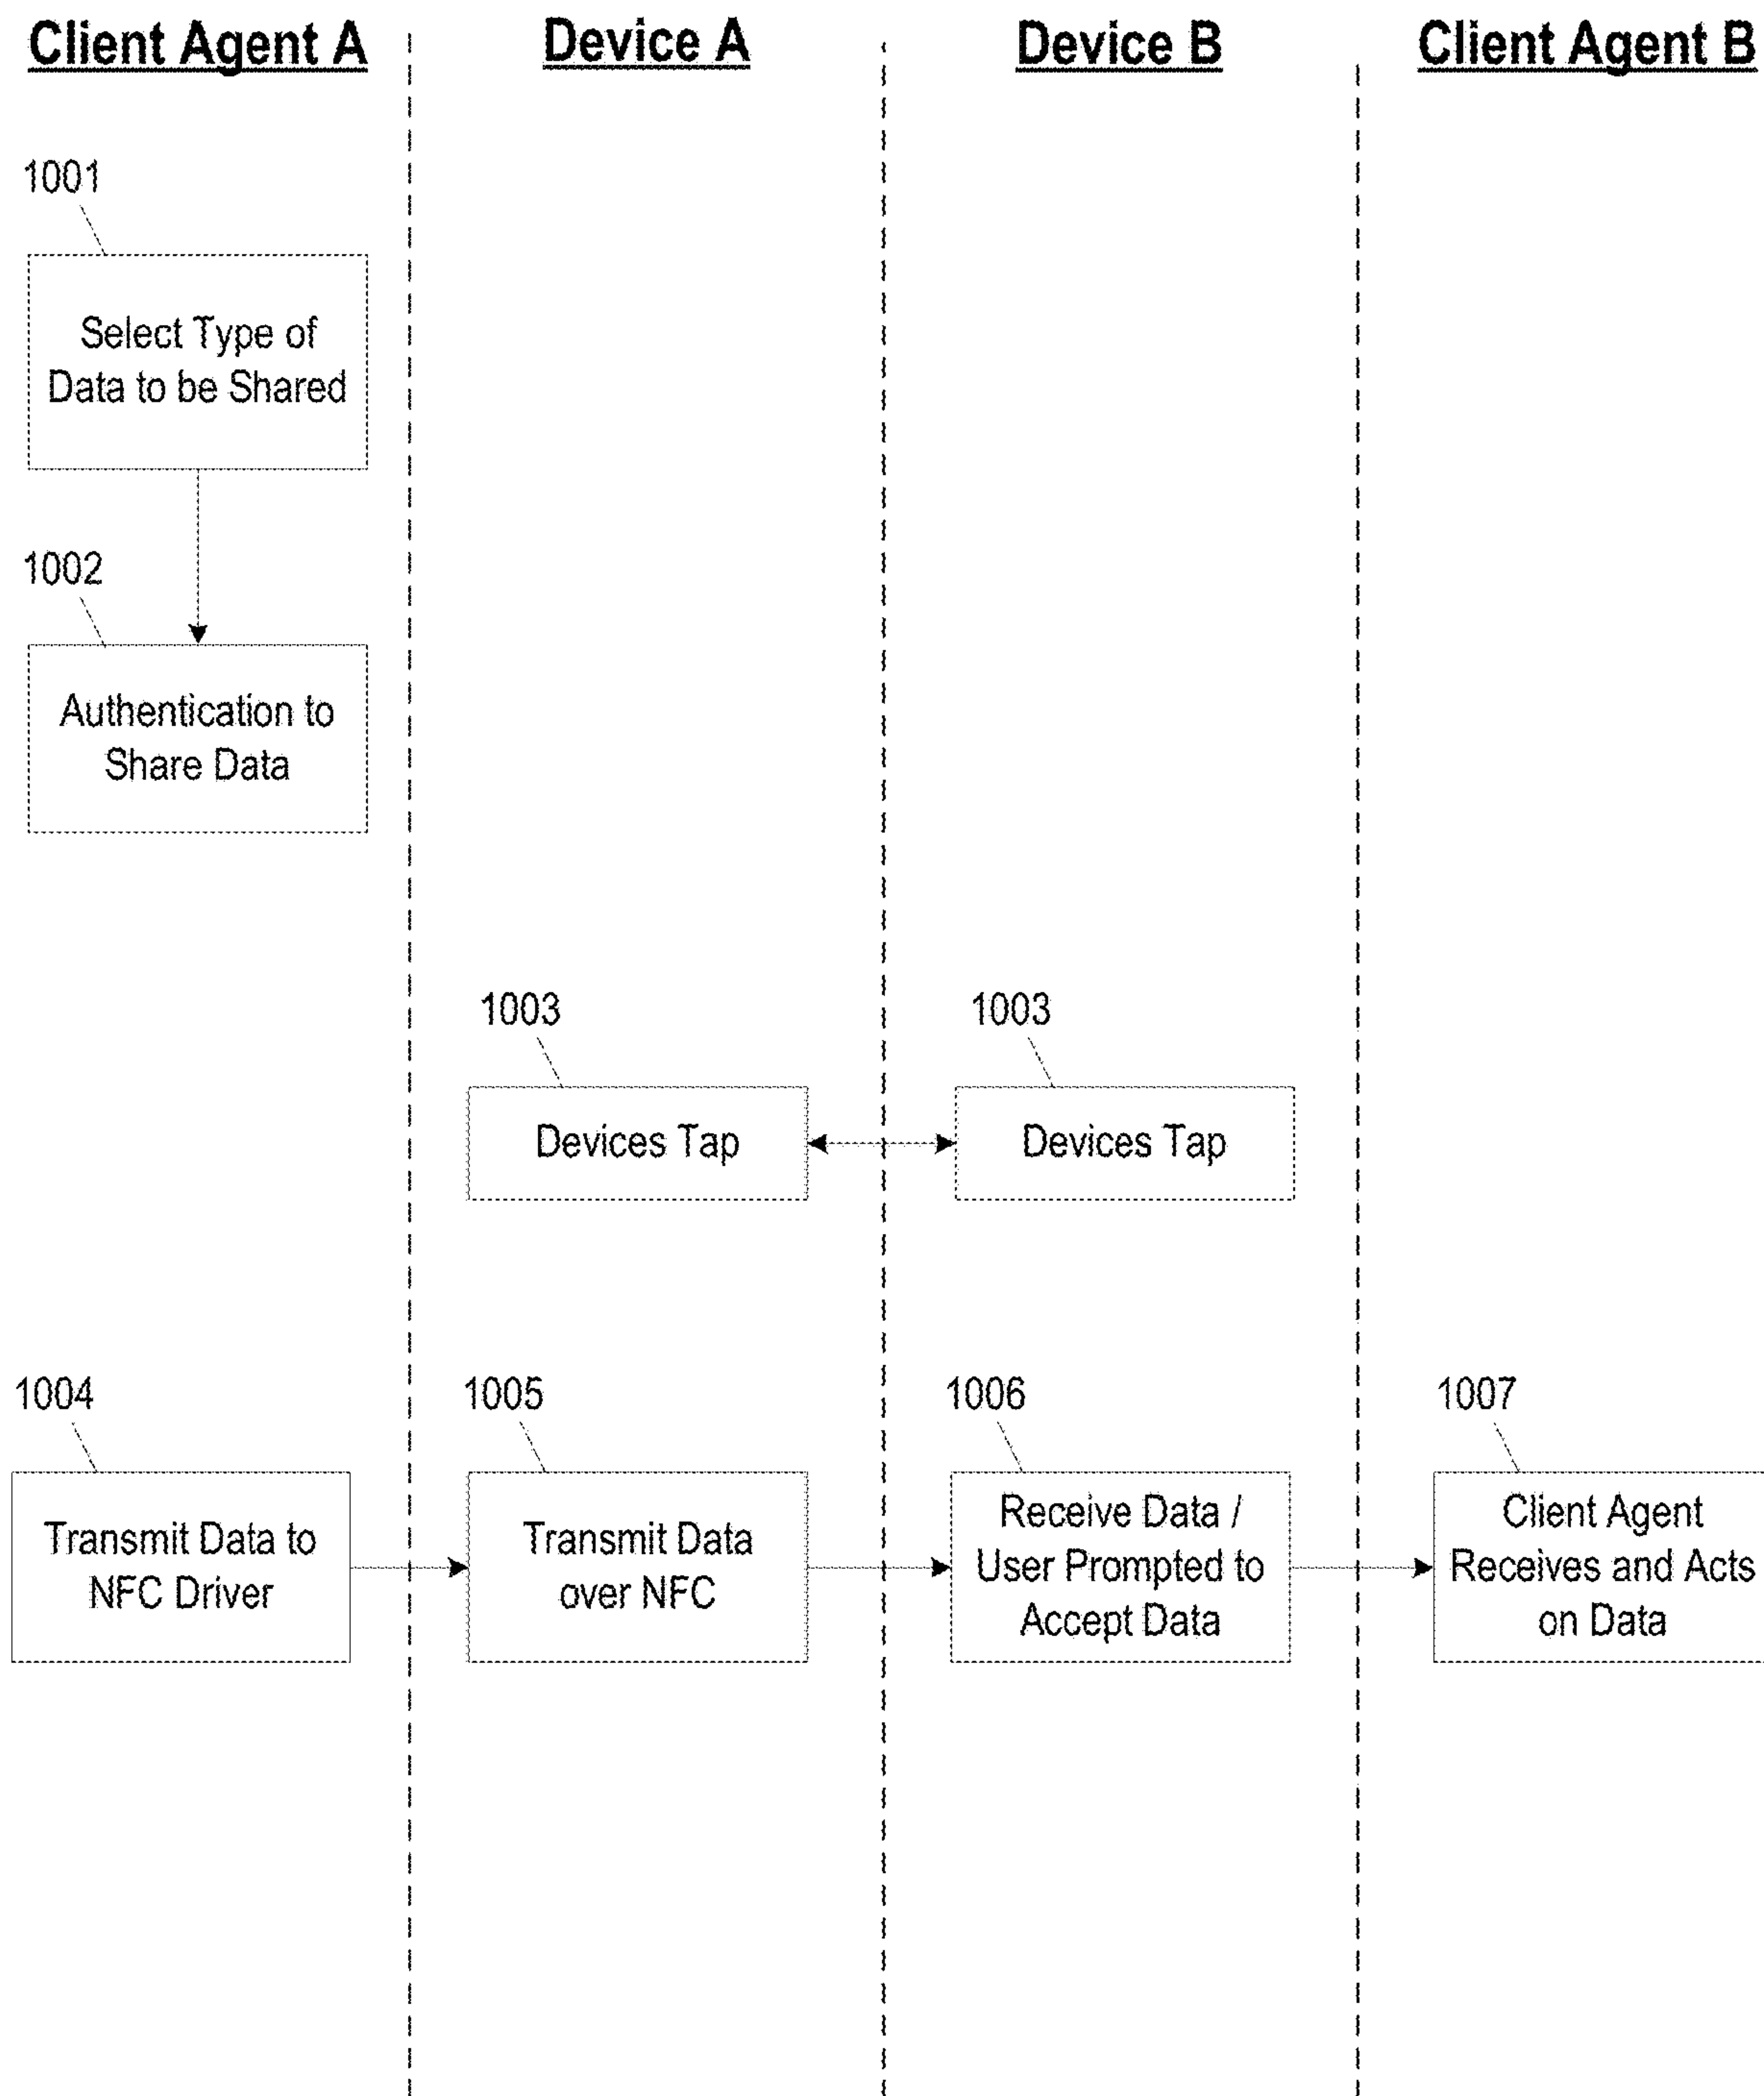 Client Agent A
Device A
Device B
Client Agent B
1001
Select Type of
Data to be Shared
1002
Authentication to
Share Data
1003
Devices Tap
1003
Devices Tap
1004
Transmit Data to
NFC Driver
1005
Transmit Data
over NFC
1006
Receive Data /
User Prompted to
Accept Data
1007
Client Agent
Receives and Acts
on Data